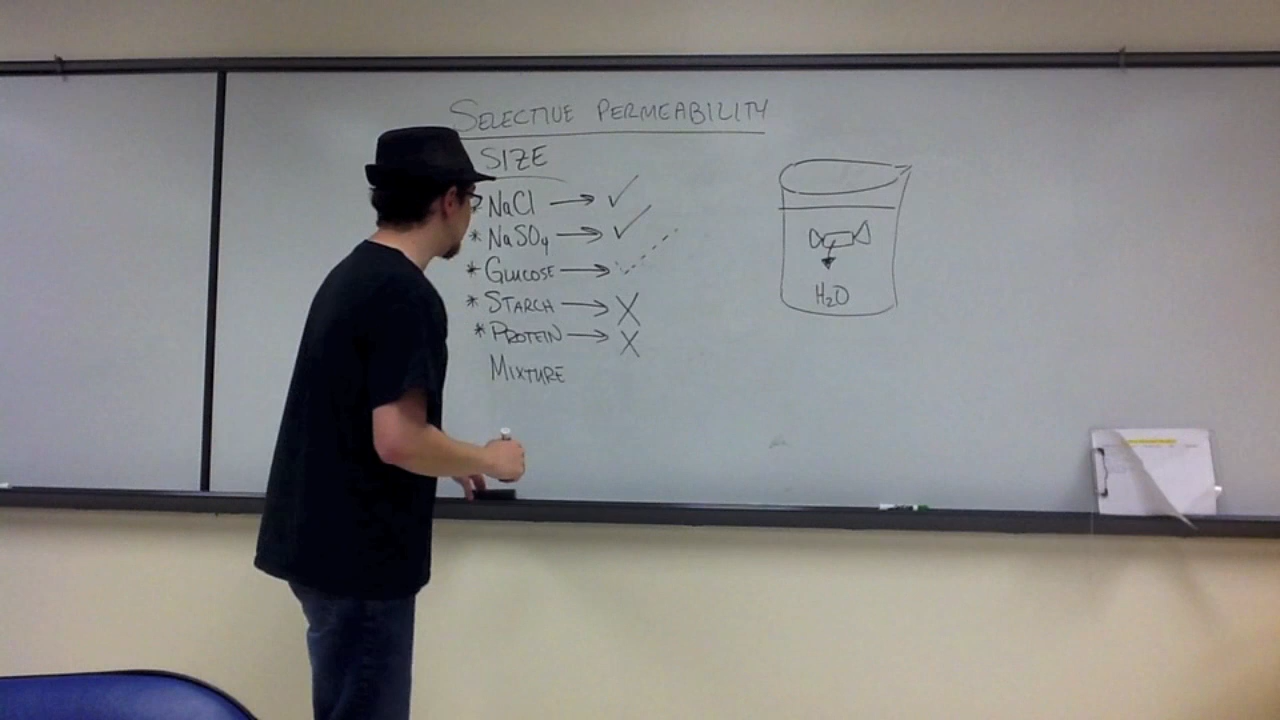 SELECTIVE PERMEABILITY
SIZE
* NaCl → ✓
* NaSO4 → ✓
* GLUCOSE → ✓
* STARCH → X
* PROTEIN → X
MIXTURE
H2O